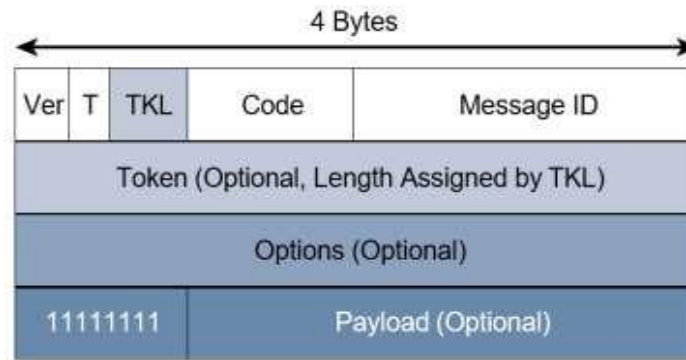 4 Bytes
Ver T TKL Code Message ID
Token (Optional, Length Assigned by TKL)
Options (Optional)
11111111 Payload (Optional)